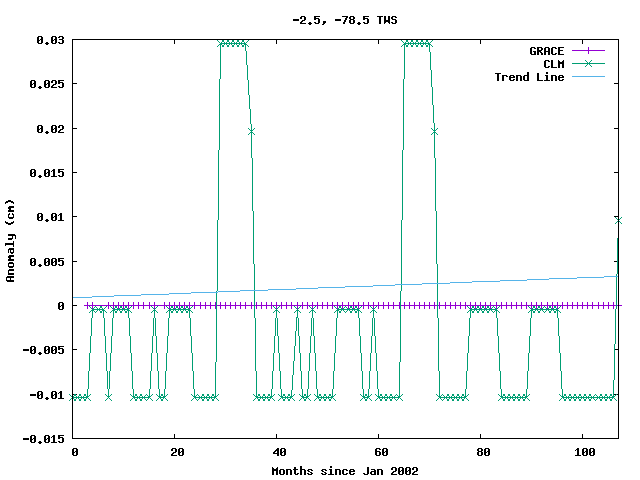 -2.5, -78.5 TWS
0.03
0.025
0.02
0.015
0.01
0.005
0
-0.005
-0.01
-0.015
Anomaly (cm)
GRACE
CLM
Trend Line
0 20 40 60 80 100
Months since Jan 2002